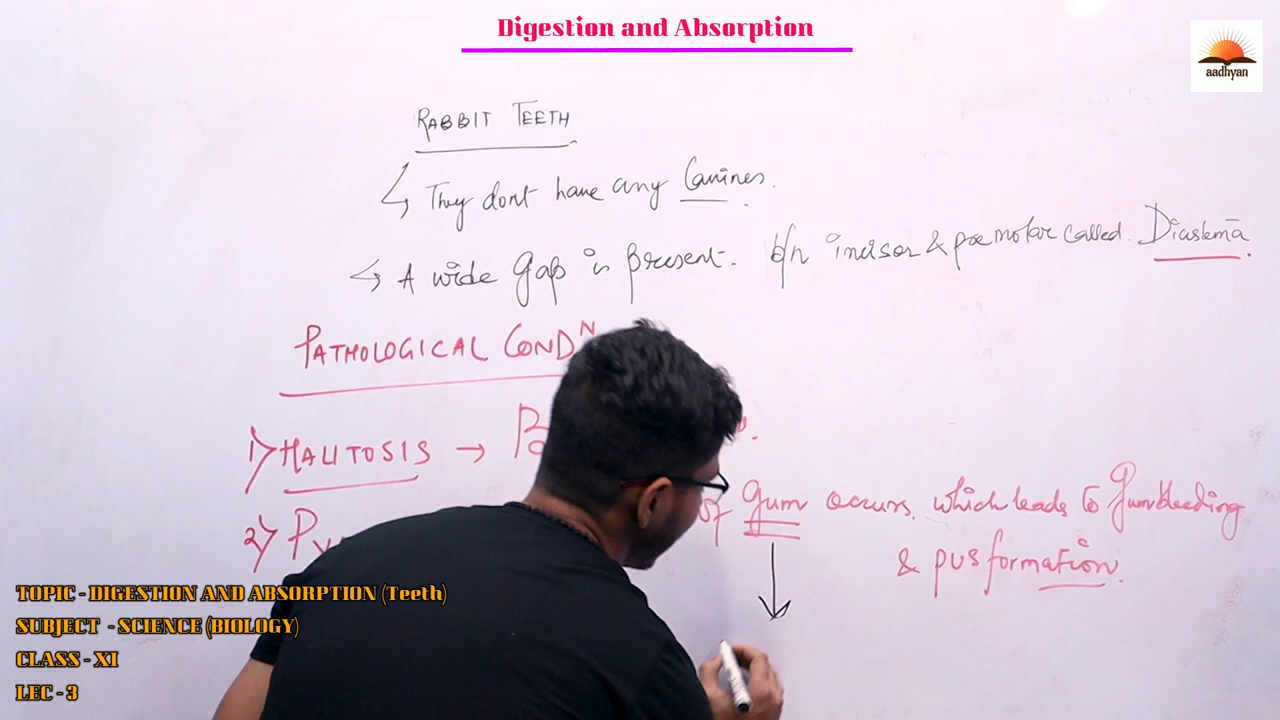 Digestion and Absorption
aadhyan
RABBIT TEETH
They dont have any Canines.
A wide Gap is present. b/n incisor & premolar called. Diastema.
PATHOLOGICAL CONDN
1) HALITOSIS →
2) Py
of Gum occurs. which leads to Gum bleeding
& pus formation.
TOPIC - DIGESTION AND ABSORPTION (Teeth)
SUBJECT - SCIENCE (BIOLOGY)
CLASS - XI
LEC - 3